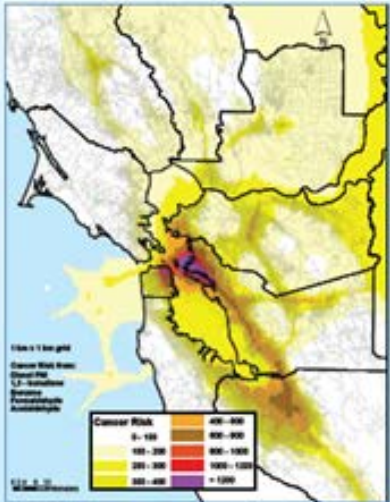 N
1 km x 1 km grid
Cancer Risk from:
Diesel PM
1,3 - butadiene
Benzene
Formaldehyde
Acetaldehyde
Cancer Risk
0 - 100
100 - 200
200 - 300
300 - 400
400 - 600
600 - 800
800 - 1000
1000 - 1200
> 1200